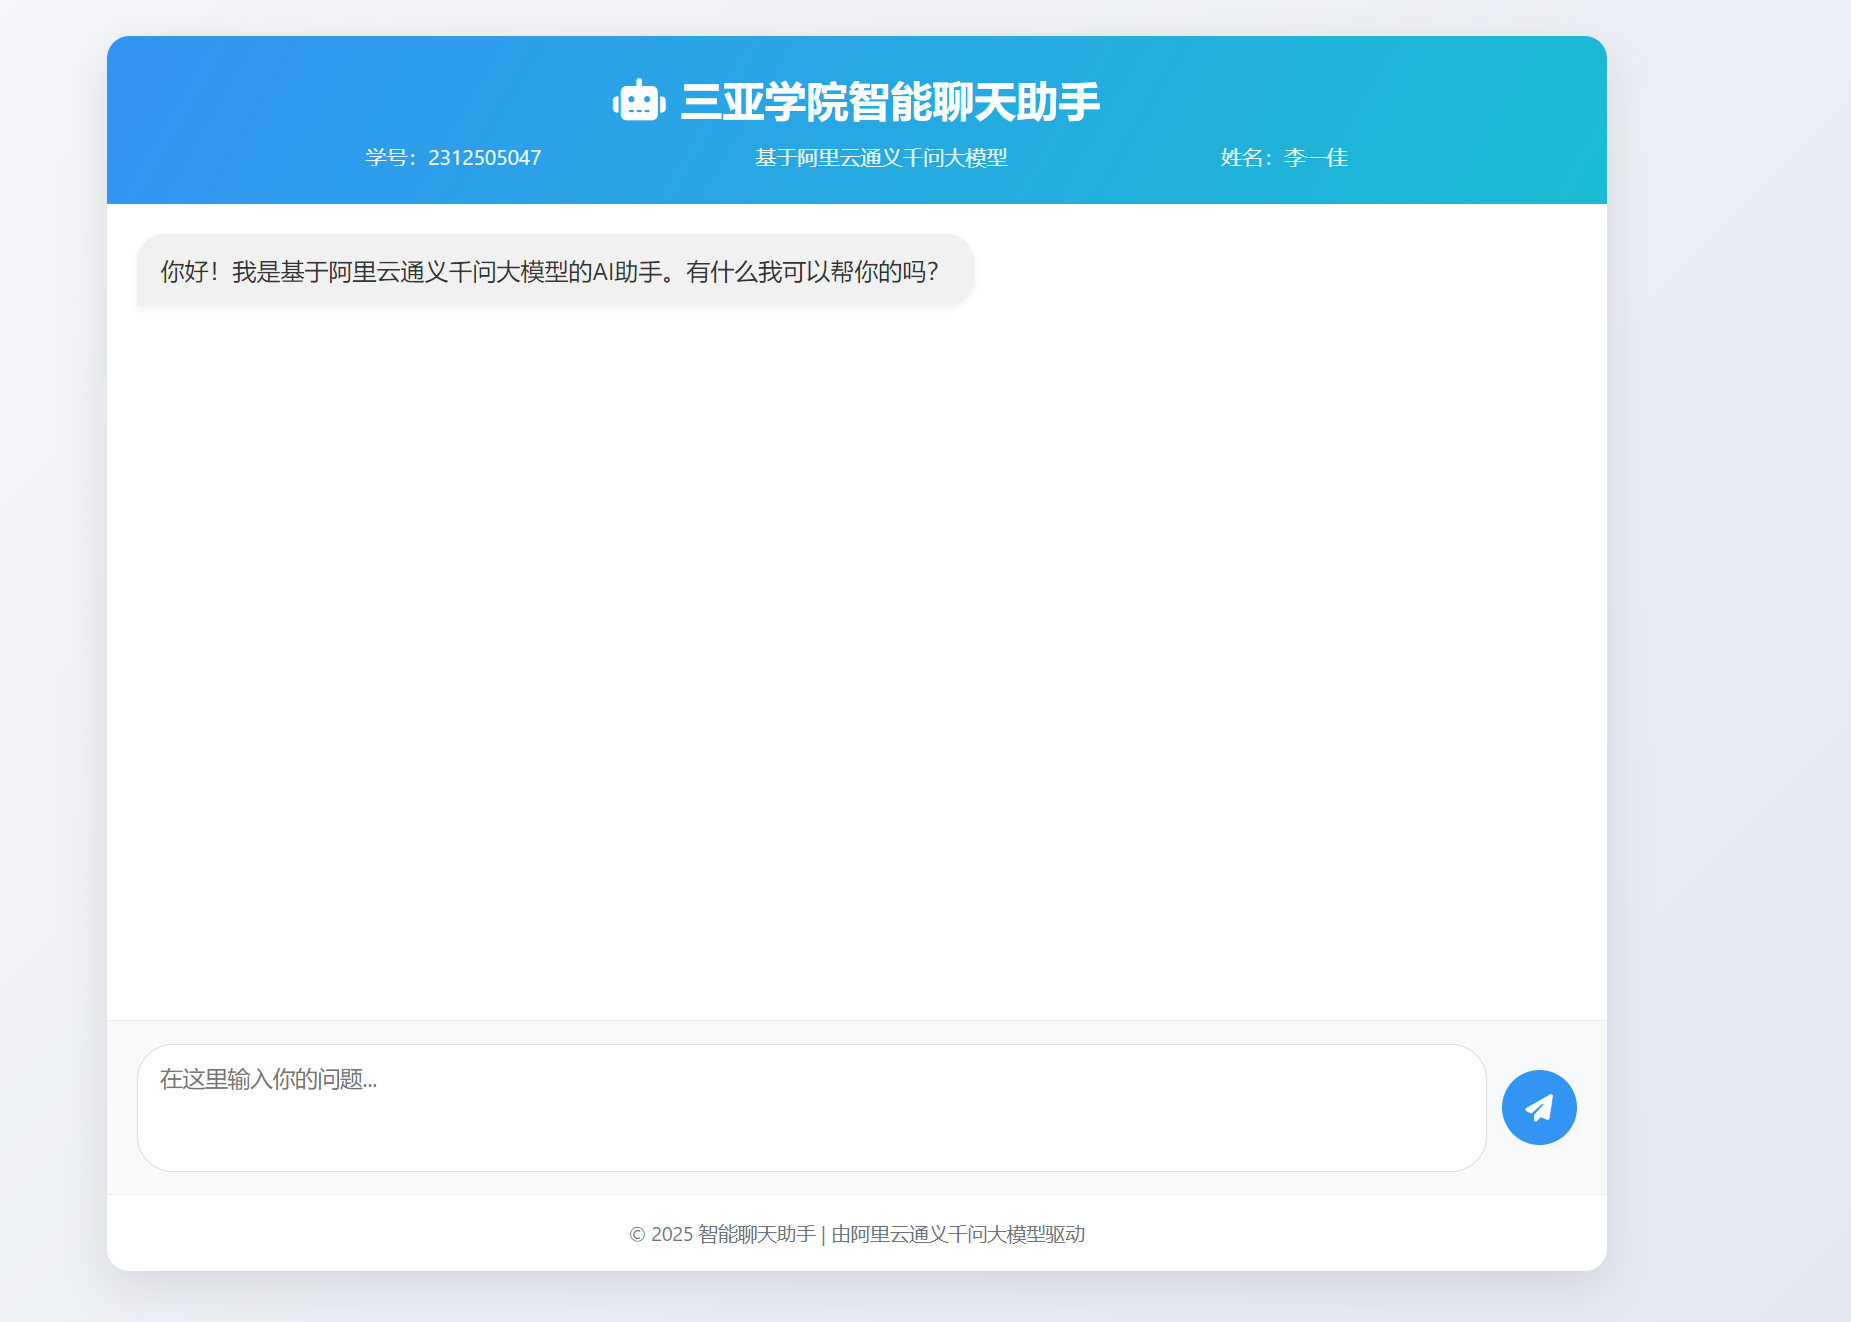 三亚学院智能聊天助手
学号：2312505047 基于阿里云通义千问大模型 姓名：李一佳
你好！我是基于阿里云通义千问大模型的AI助手。有什么我可以帮你的吗？
在这里输入你的问题...
© 2025 智能聊天助手 | 由阿里云通义千问大模型驱动